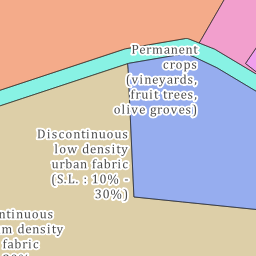 Permanent
crops
(vineyards,
fruit trees,
olive groves)
Discontinuous
low density
urban fabric
(S.L. : 10% -
30%)
density
fabric